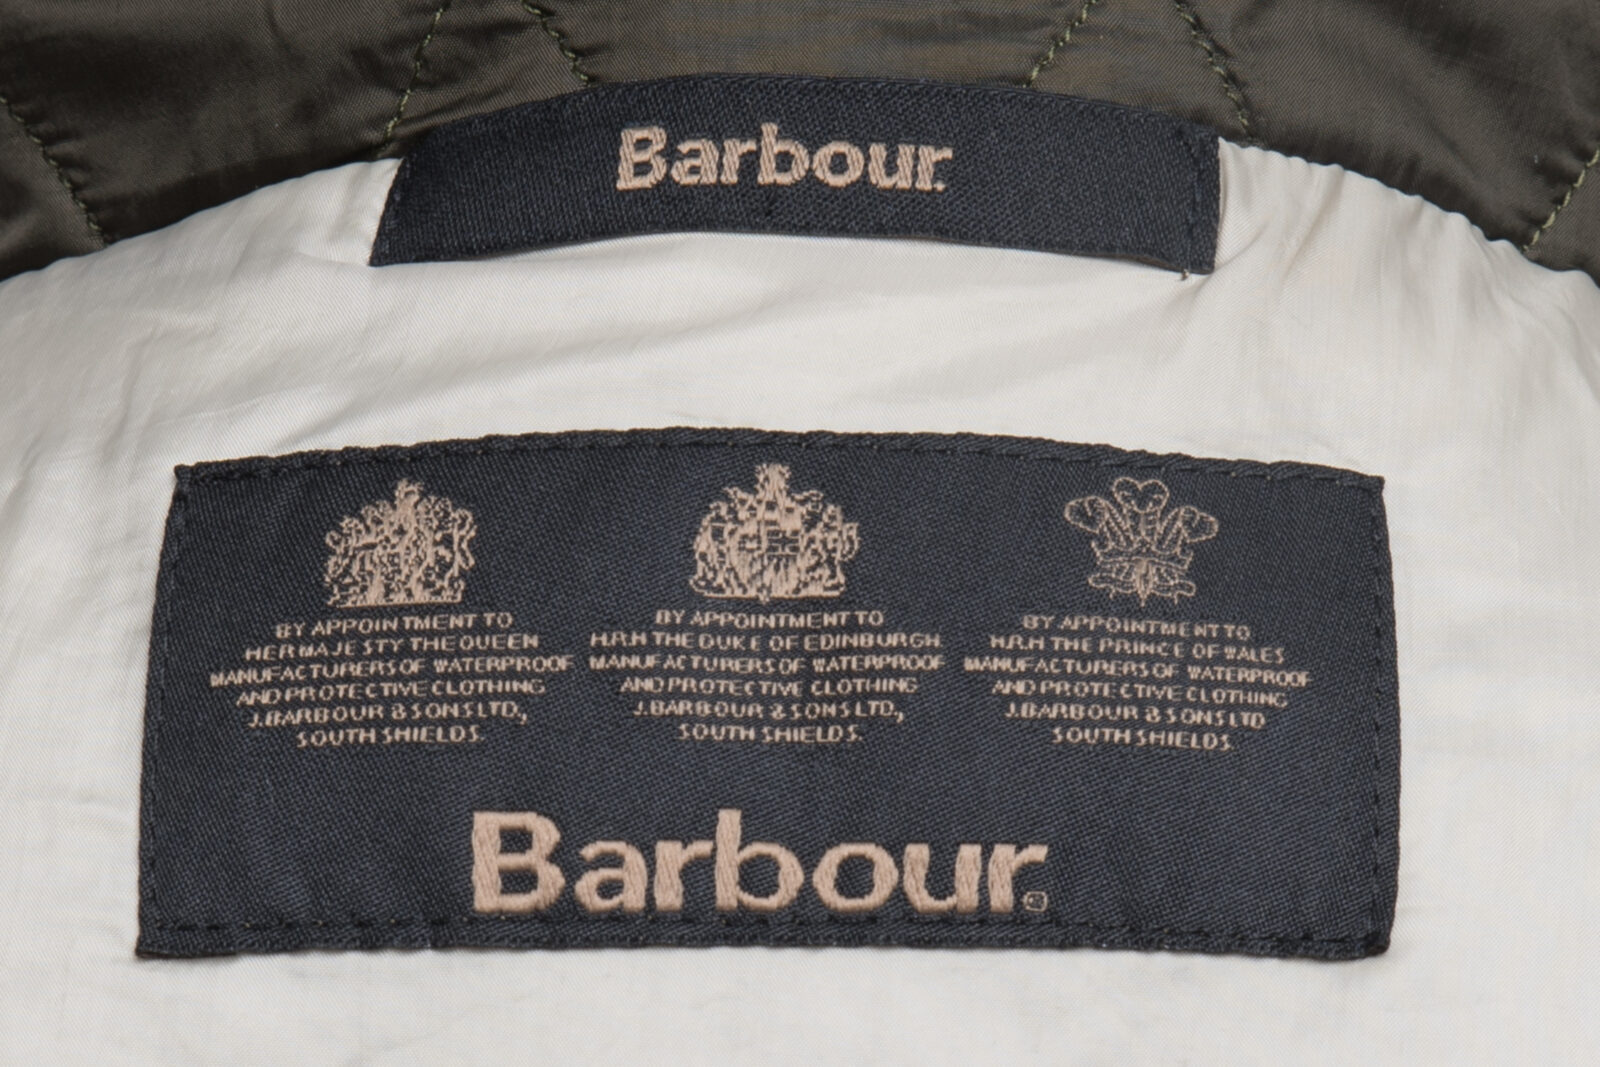 Barbour.
BY APPOINTMENT TO
HER MAJESTY THE QUEEN
MANUFACTURERS OF WATERPROOF
AND PROTECTIVE CLOTHING
J. BARBOUR & SONS LTD.,
SOUTH SHIELDS.
BY APPOINTMENT TO
H.R.H THE DUKE OF EDINBURGH
MANUFACTURERS OF WATERPROOF
AND PROTECTIVE CLOTHING
J. BARBOUR & SONS LTD.,
SOUTH SHIELDS.
BY APPOINTMENT TO
H.R.H THE PRINCE OF WALES
MANUFACTURERS OF WATERPROOF
AND PROTECTIVE CLOTHING
J. BARBOUR & SONS LTD
SOUTH SHIELDS
Barbour®